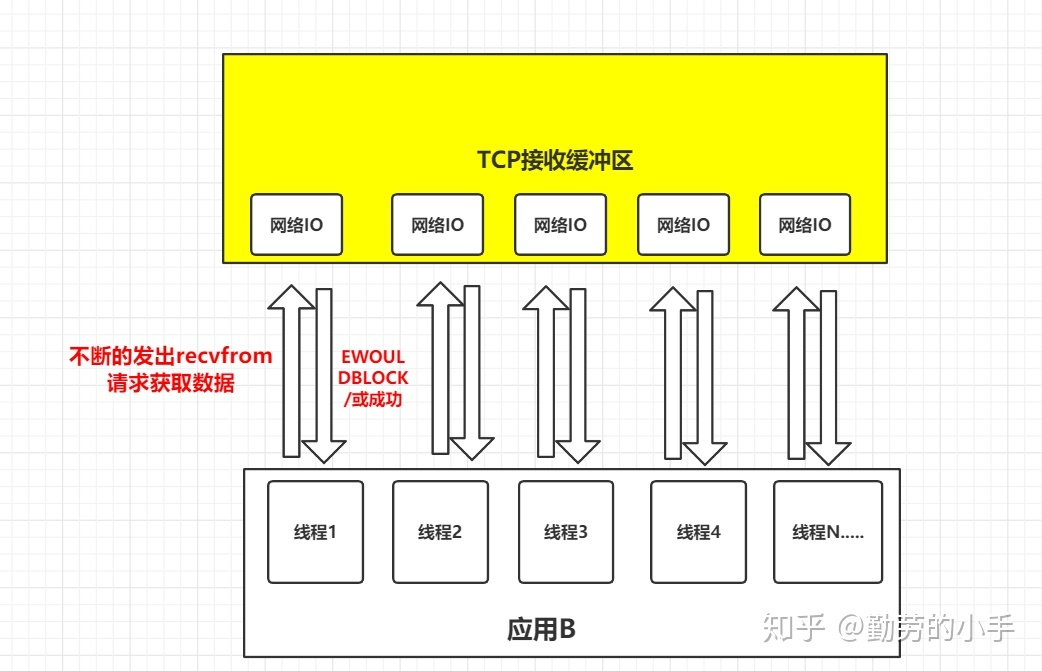 TCP接收缓冲区
网络IO
网络IO
网络IO
网络IO
网络IO
不断的发出recvfrom
请求获取数据
EWOUL
DBLOCK
/或成功
线程1
线程2
线程3
线程4
线程N.....
应用B
知乎 @勤劳的小手